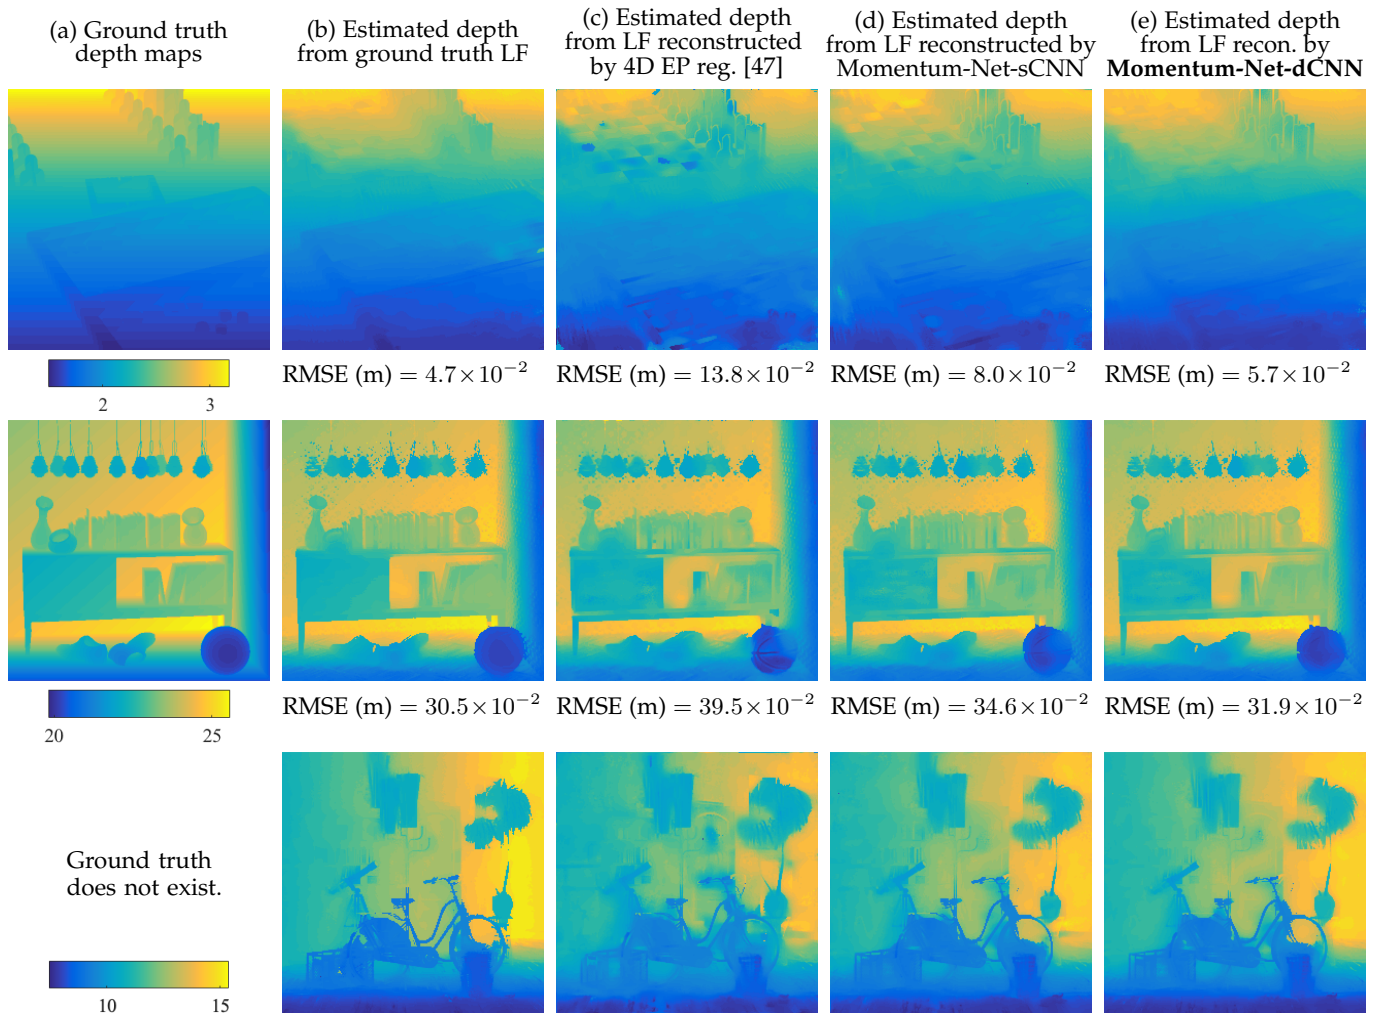 (a) Ground truth
depth maps
(b) Estimated depth
from ground truth LF
(c) Estimated depth
from LF reconstructed
by 4D EP reg. [47]
(d) Estimated depth
from LF reconstructed by
Momentum-Net-sCNN
(e) Estimated depth
from LF recon. by
Momentum-Net-dCNN
2 3
RMSE (m) = 4.7×10⁻²
RMSE (m) = 13.8×10⁻²
RMSE (m) = 8.0×10⁻²
RMSE (m) = 5.7×10⁻²
20 25
RMSE (m) = 30.5×10⁻²
RMSE (m) = 39.5×10⁻²
RMSE (m) = 34.6×10⁻²
RMSE (m) = 31.9×10⁻²
Ground truth
does not exist.
10 15